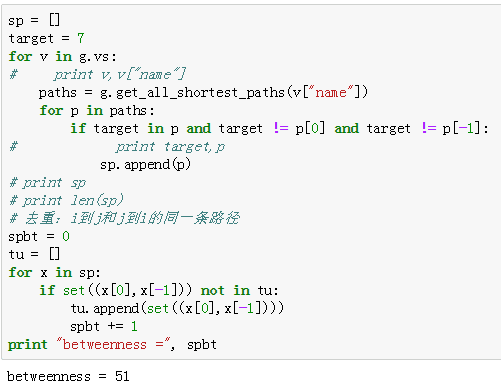 sp = []
target = 7
for v in g.vs:
#     print v,v["name"]
    paths = g.get_all_shortest_paths(v["name"])
    for p in paths:
        if target in p and target != p[0] and target != p[-1]:
#             print target,p
            sp.append(p)
# print sp
# print len(sp)
# 去重：i到j和j到i的同一条路径
spbt = 0
tu = []
for x in sp:
    if set((x[0],x[-1])) not in tu:
        tu.append(set((x[0],x[-1])))
        spbt += 1
print "betweenness =", spbt
betweenness = 51